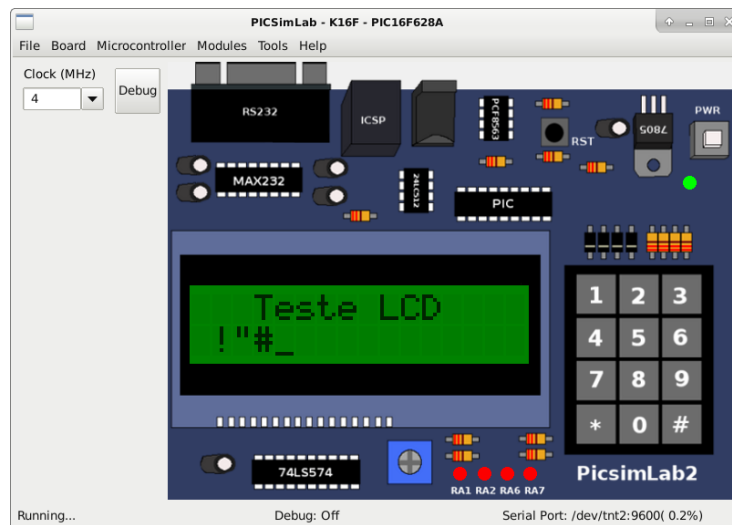 PICSimLab - K16F - PIC16F628A
File Board Microcontroller Modules Tools Help
Clock (MHz)
4
Debug
RS232
ICSP
PCF8563
RST
7805
PWR
MAX232
24LC512
PIC
Teste LCD
!"#_
1 2 3
4 5 6
7 8 9
* 0 #
74LS574
RA1 RA2 RA6 RA7
PicsimLab2
Running...
Debug: Off
Serial Port: /dev/tnt2:9600( 0.2%)